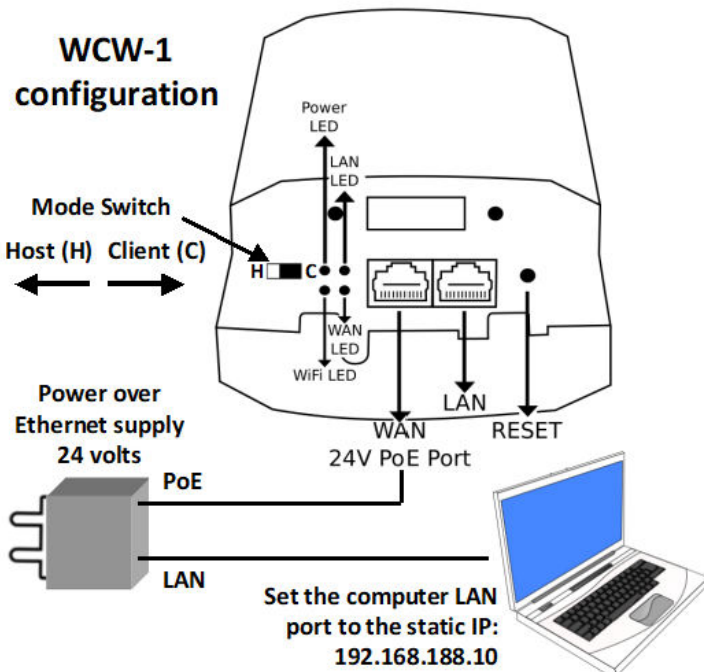 WCW-1
configuration
Power
LED
LAN
LED
Mode Switch
Host (H) Client (C)
H C
WAN
LED
WiFi LED
LAN
WAN RESET
24V PoE Port
Power over
Ethernet supply
24 volts
PoE
LAN
Set the computer LAN
port to the static IP:
192.168.188.10